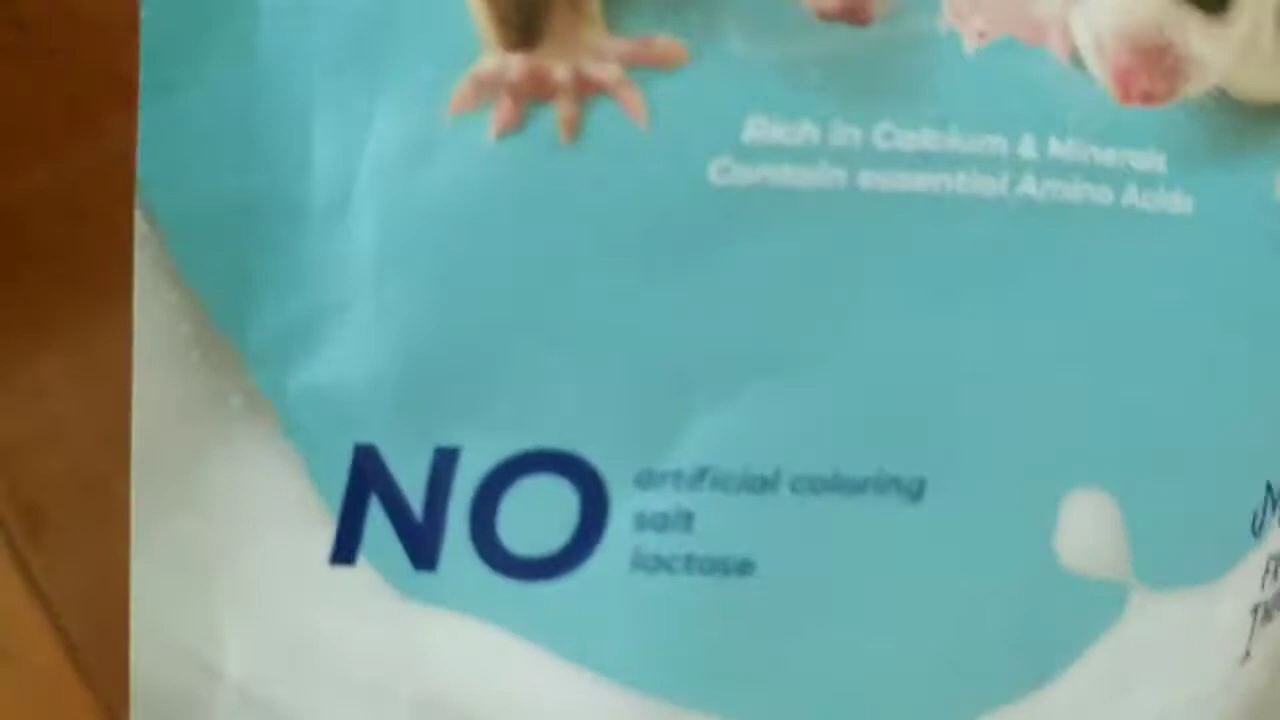 Rich in Calcium & Minerals
Contain essential Amino Acids
NO
artificial coloring
salt
lactose